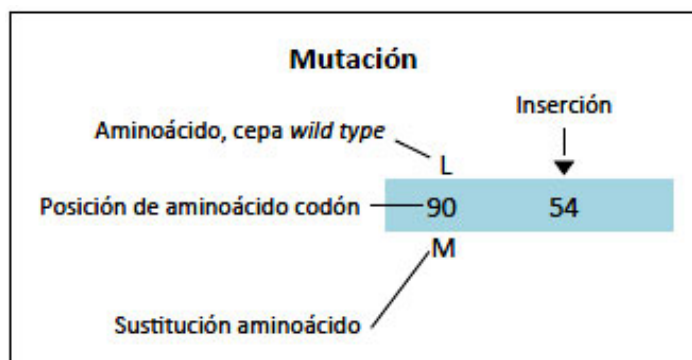 Mutación
Inserción
Aminoácido, cepa wild type
L
Posición de aminoácido codón 90 54
M
Sustitución aminoácido